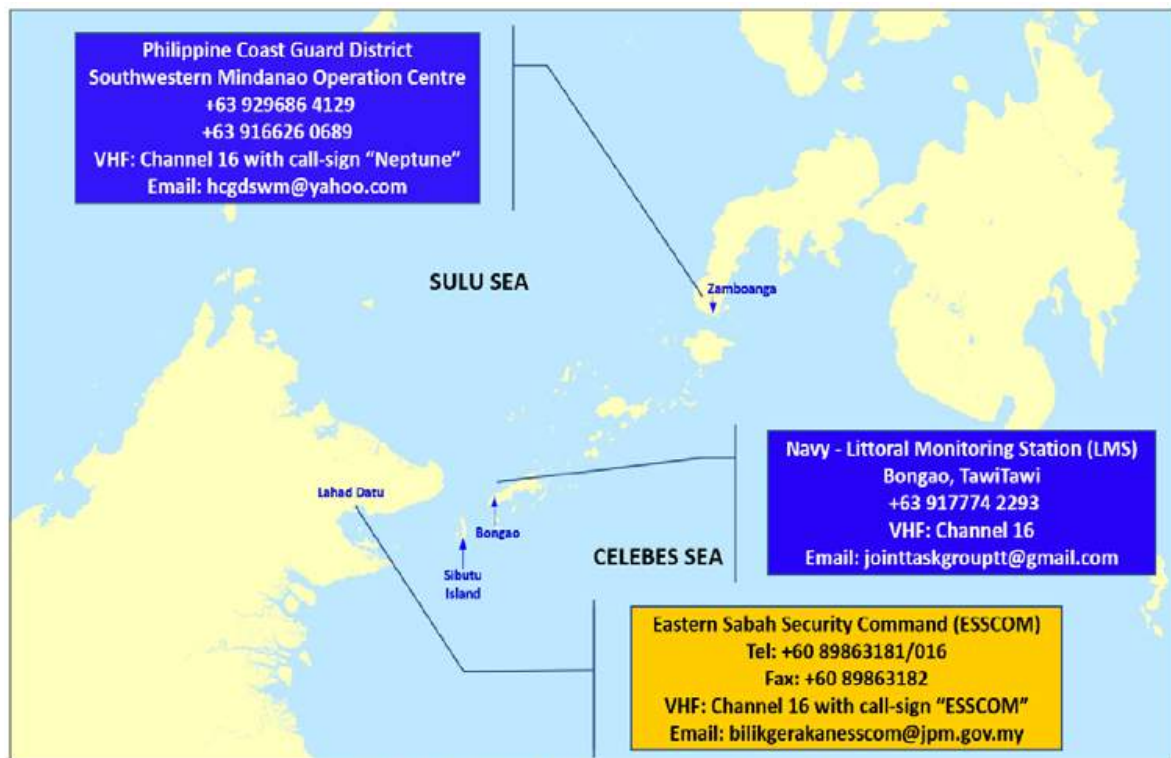 Philippine Coast Guard District
Southwestern Mindanao Operation Centre
+63 929686 4129
+63 916626 0689
VHF: Channel 16 with call-sign “Neptune”
Email: hcgdswm@yahoo.com
SULU SEA
Zamboanga
Navy - Littoral Monitoring Station (LMS)
Bongao, TawiTawi
+63 917774 2293
VHF: Channel 16
Email: jointtaskgrouptt@gmail.com
Lahad Datu
Bongao
CELEBES SEA
Sibutu
Island
Eastern Sabah Security Command (ESSCOM)
Tel: +60 89863181/016
Fax: +60 89863182
VHF: Channel 16 with call-sign “ESSCOM”
Email: bilikgerakanesscom@jpm.gov.my